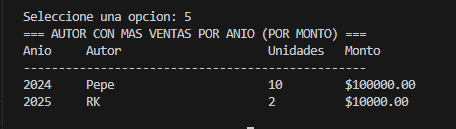 Seleccione una opcion: 5
=== AUTOR CON MAS VENTAS POR ANIO (POR MONTO) ===
Anio Autor Unidades Monto
-------------------------------------------------
2024 Pepe 10 $100000.00
2025 RK 2 $10000.00